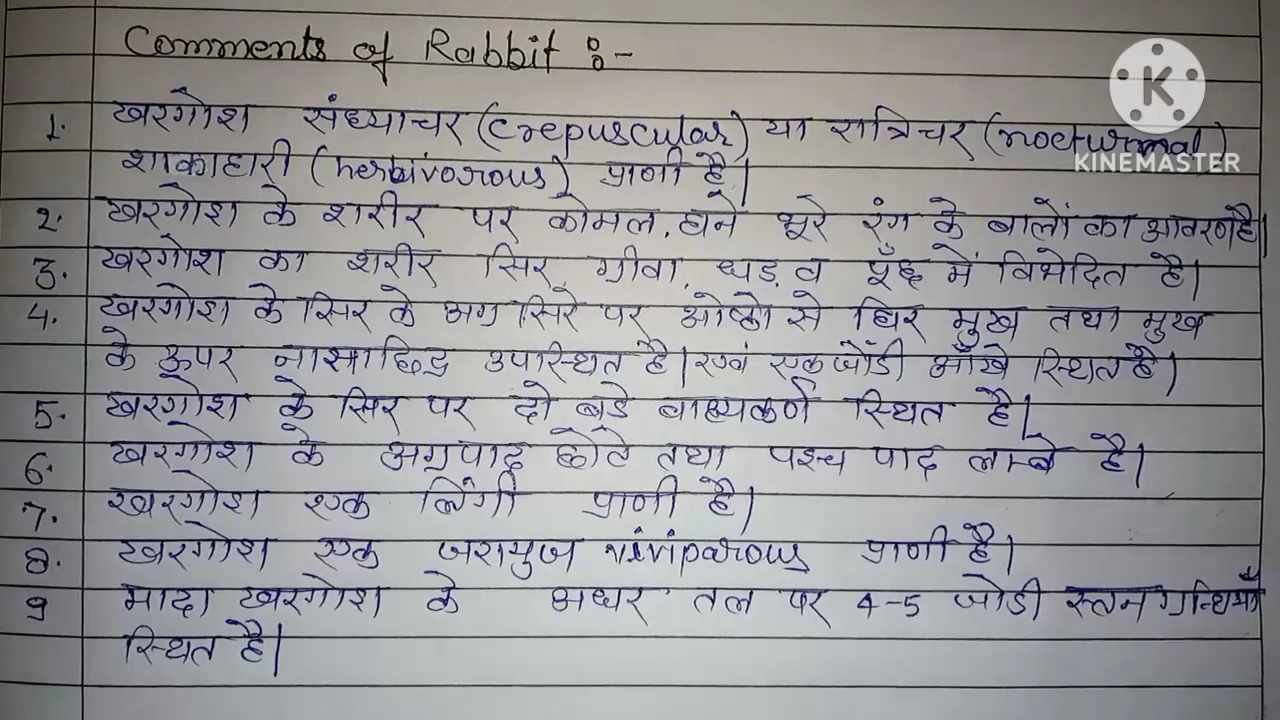 Comments of Rabbit :-
1. खरगोश संध्याचर (crepuscular) या रात्रिचर (nocturnal)
शाकाहारी (herbivorous) प्राणी है।
2. खरगोश के शरीर पर कोमल, घने भूरे रंग के बालों का आवरण है।
3. खरगोश का शरीर सिर, ग्रीवा, धड़ व पूँछ में विभेदित है।
4. खरगोश के सिर के अग्र सिरे पर ओष्ठो से घिर मुख तथा मुख
के ऊपर नासाछिद्र उपस्थित है। एवं एक जोंडी आँखे स्थित है।
5. खरगोश के सिर पर दो बडे बाह्यकर्ण स्थित है।
6. खरगोश के अग्रपाद छोटे तथा पश्च पाद लाम्बे है।
7. खरगोश एक लिंगी प्राणी है।
8. खरगोश एक जरायुज viviparous प्राणी है।
9 मादा खरगोश के अधर तल पर 4-5 जोडी स्तन ग्रन्थियाँ
स्थित है।
K
KINEMASTER